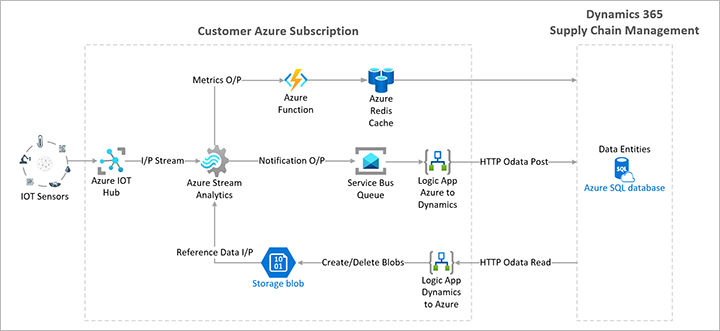 Dynamics 365
Supply Chain Management
Customer Azure Subscription
Metrics O/P
Azure
Function
Azure
Redis
Cache
IOT Sensors
Azure IOT
Hub
I/P Stream
Azure Stream
Analytics
Notification O/P
Service Bus
Queue
Logic App
Azure to
Dynamics
HTTP Odata Post
Data Entities
SQL
Azure SQL database
Reference Data I/P
10
01
Storage blob
Create/Delete Blobs
Logic App
Dynamics
to Azure
HTTP Odata Read